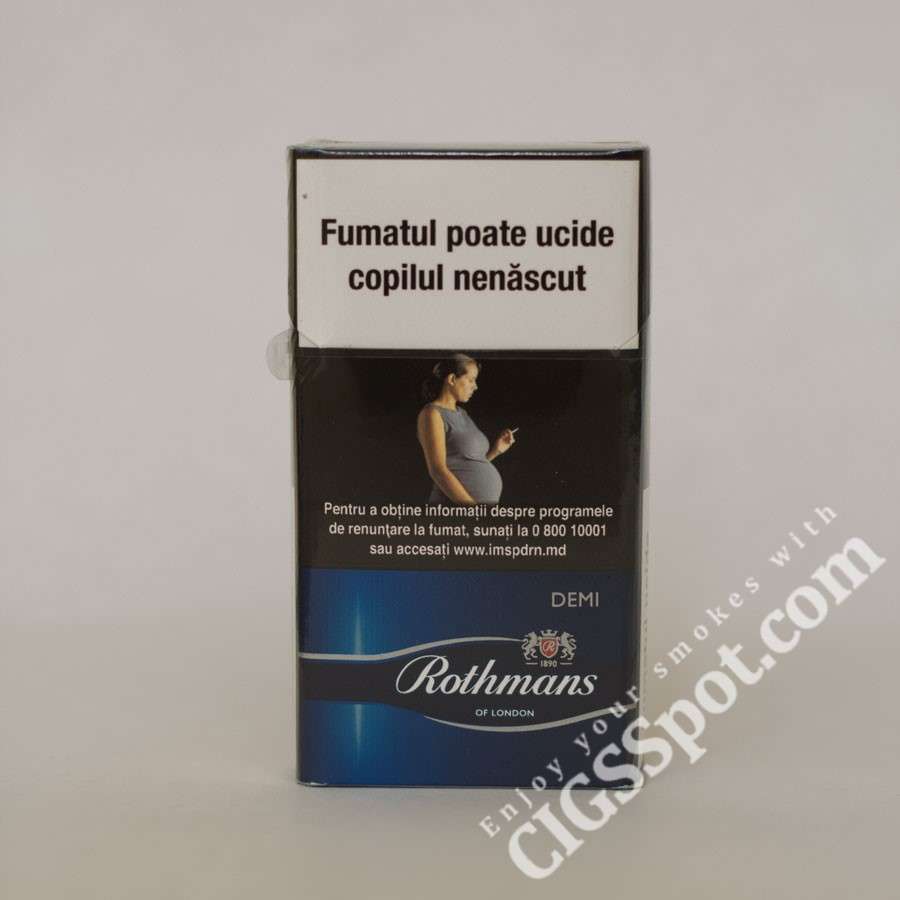 Fumatul poate ucide
copilul nenăscut
Pentru a obține informații despre programele
de renunțare la fumat, sunați la 0 800 10001
sau accesați www.imspdrn.md
DEMI
R
1890
Rothmans
OF LONDON
Enjoy your smokes with
CIGSSpot.com